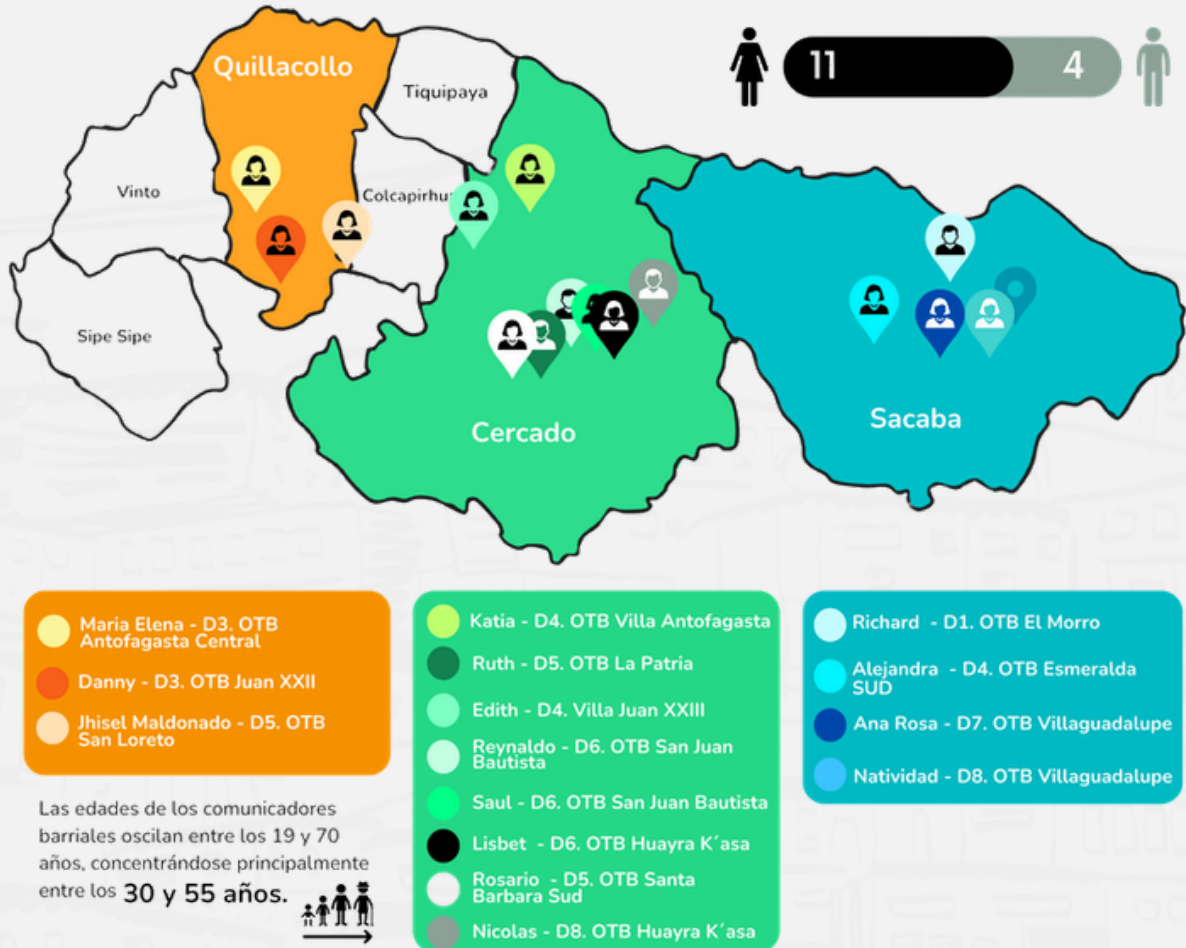 Quillacollo
Tiquipaya
Vinto
Colcapirhu
Sipe Sipe
Cercado
Sacaba
11
4
Maria Elena - D3. OTB
Antofagasta Central
Danny - D3. OTB Juan XXII
Jhisel Maldonado - D5. OTB
San Loreto
Las edades de los comunicadores
barriales oscilan entre los 19 y 70
años, concentrándose principalmente
entre los 30 y 55 años.
Katia - D4. OTB Villa Antofagasta
Ruth - D5. OTB La Patria
Edith - D4. Villa Juan XXIII
Reynaldo - D6. OTB San Juan
Bautista
Saul - D6. OTB San Juan Bautista
Lisbet - D6. OTB Huayra K´asa
Rosario - D5. OTB Santa
Barbara Sud
Nicolas - D8. OTB Huayra K´asa
Richard - D1. OTB El Morro
Alejandra - D4. OTB Esmeralda
SUD
Ana Rosa - D7. OTB Villaguadalupe
Natividad - D8. OTB Villaguadalupe